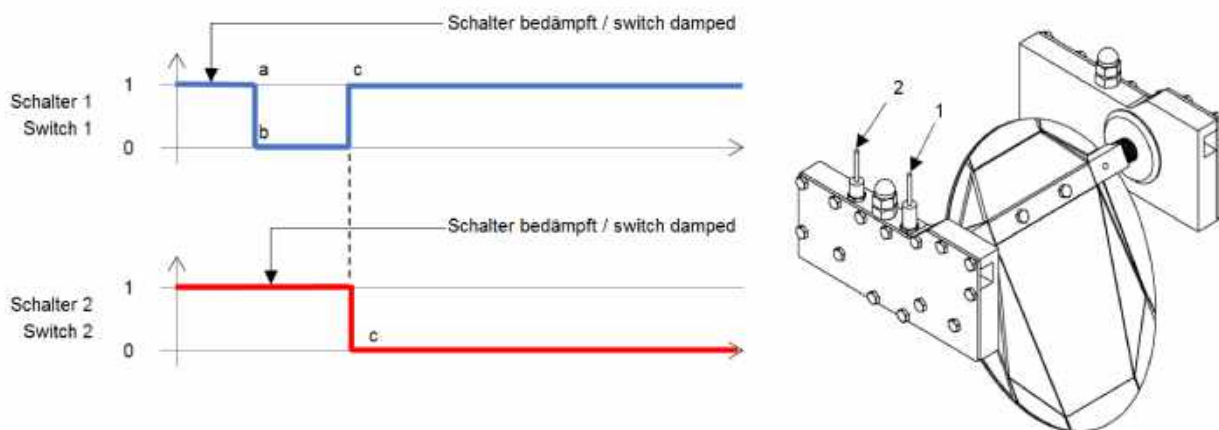 Schalter bedämpft / switch damped
1
a
c
Schalter 1
Switch 1
b
0
2
1
Schalter bedämpft / switch damped
1
Schalter 2
Switch 2
c
0